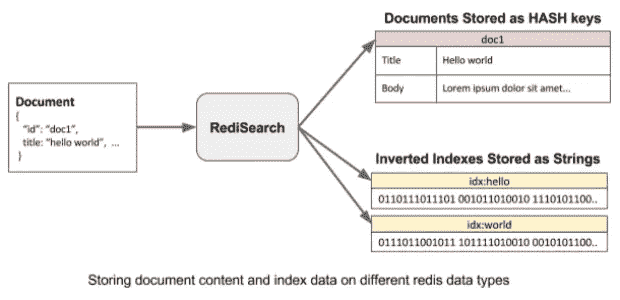 Documents Stored as HASH keys
doc1
Title Hello world
Body Lorem ipsum dolor sit amet...
Document
{
"id": "doc1",
title: "hello world", ...
}
RediSearch
Inverted Indexes Stored as Strings
idx:hello
0110111011101 001011010010 1110101100..
idx:world
0111011001011 101111010010 0010101100..
Storing document content and index data on different redis data types